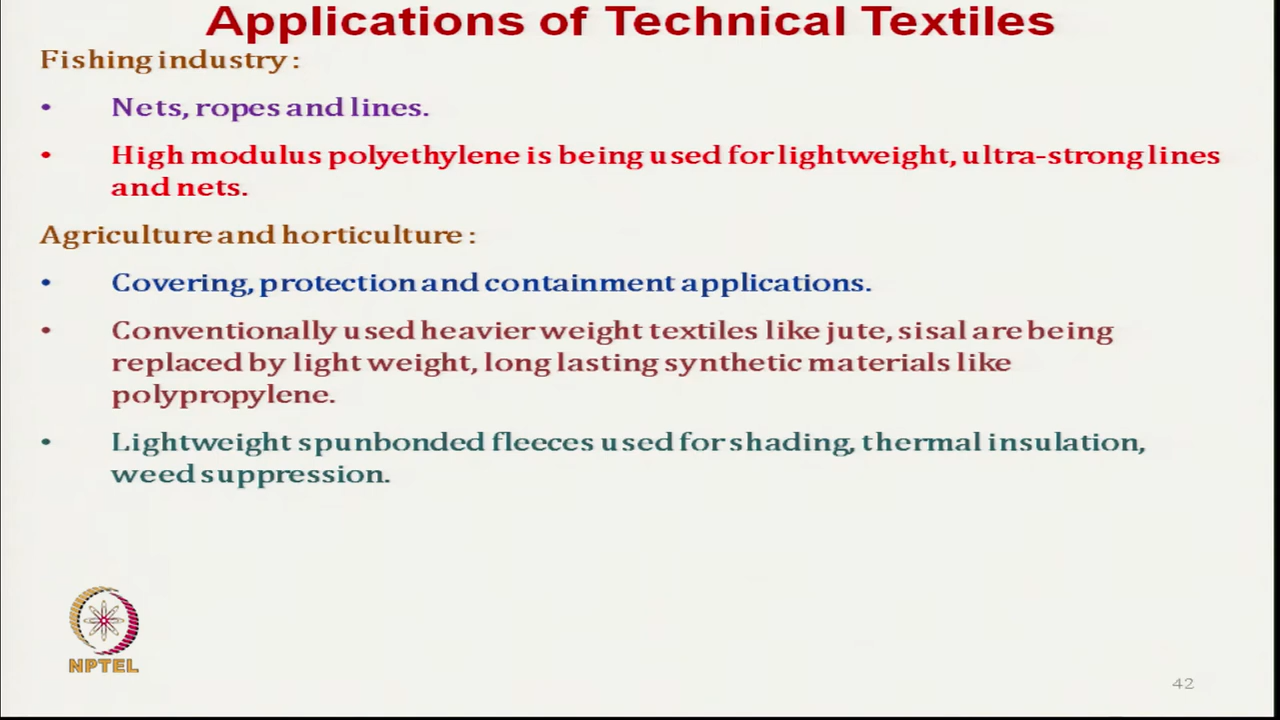 Applications of Technical Textiles
Fishing industry :
• Nets, ropes and lines.
• High modulus polyethylene is being used for lightweight, ultra-strong lines
and nets.
Agriculture and horticulture :
• Covering, protection and containment applications.
• Conventionally used heavier weight textiles like jute, sisal are being
replaced by light weight, long lasting synthetic materials like
polypropylene.
• Lightweight spunbonded fleeces used for shading, thermal insulation,
weed suppression.
NPTEL
42